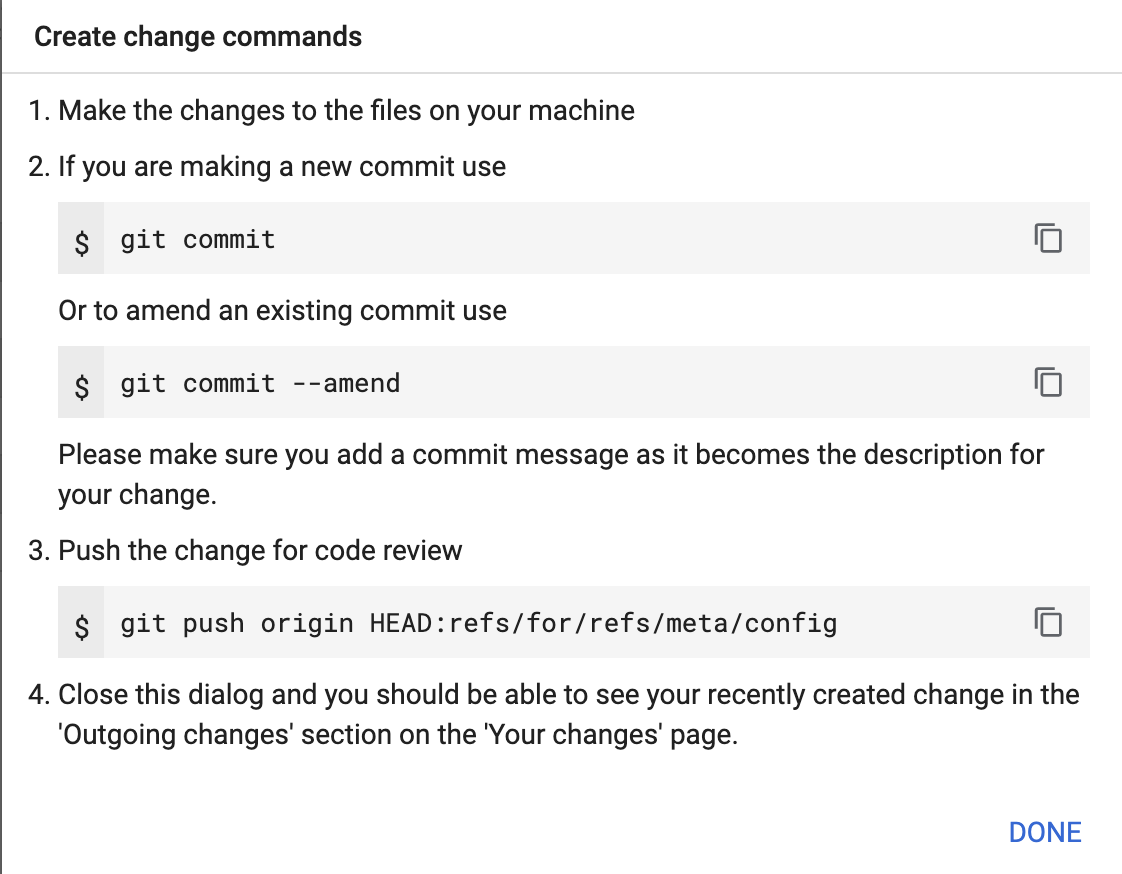 Create change commands
1. Make the changes to the files on your machine
2. If you are making a new commit use
$ git commit
Or to amend an existing commit use
$ git commit --amend
Please make sure you add a commit message as it becomes the description for
your change.
3. Push the change for code review
$ git push origin HEAD:refs/for/refs/meta/config
4. Close this dialog and you should be able to see your recently created change in the
'Outgoing changes' section on the 'Your changes' page.
DONE